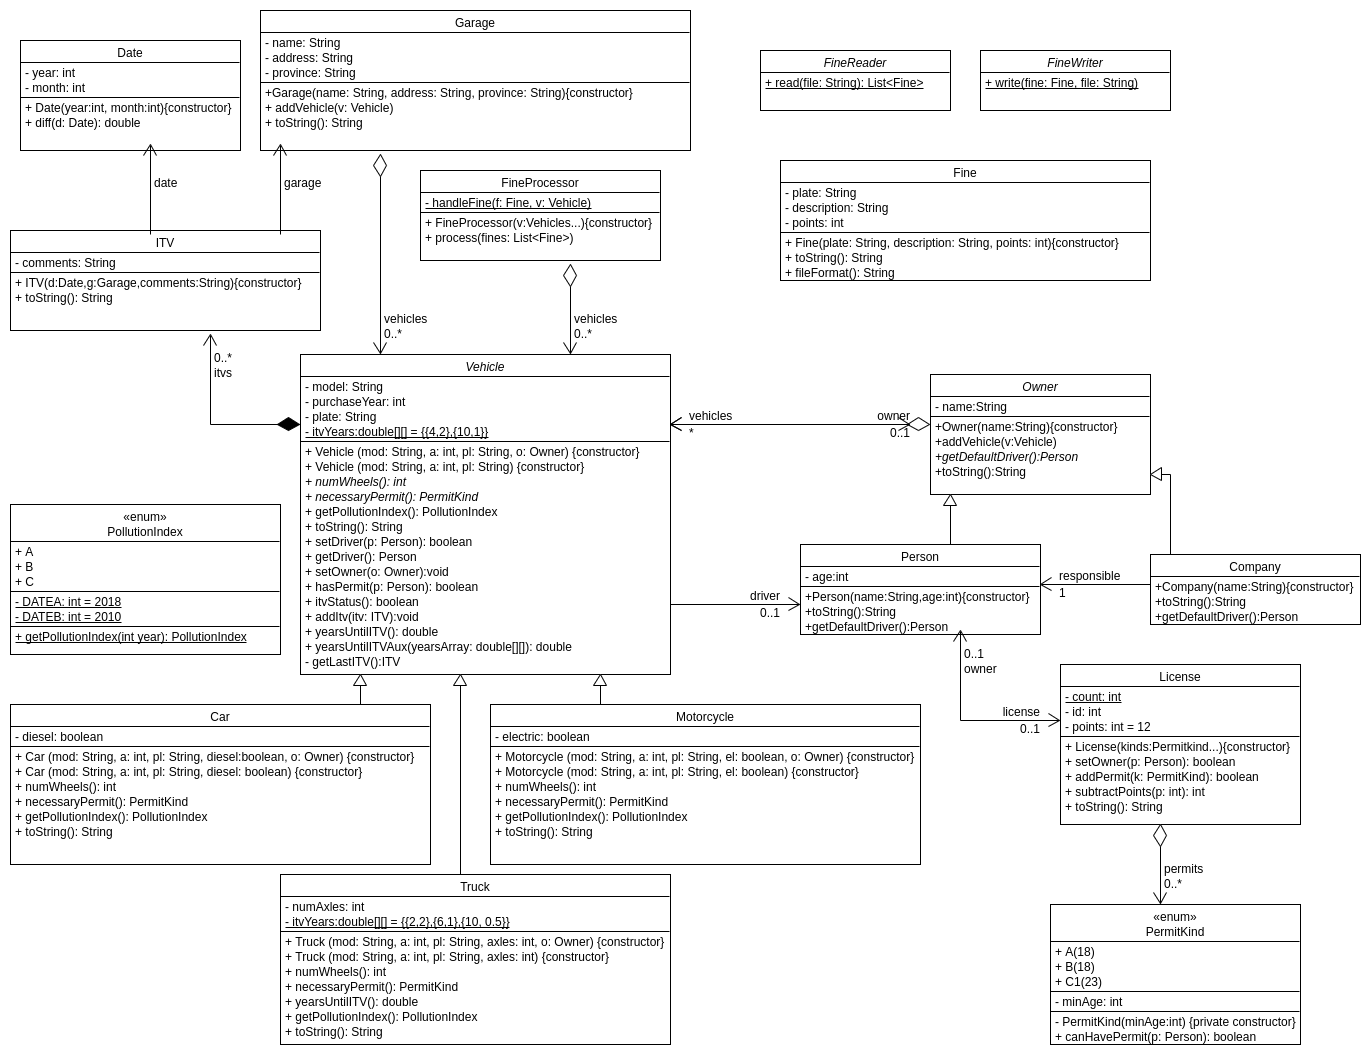 Date
- year: int
- month: int
+ Date(year:int, month:int){constructor}
+ diff(d: Date): double
Garage
- name: String
- address: String
- province: String
+Garage(name: String, address: String, province: String){constructor}
+ addVehicle(v: Vehicle)
+ toString(): String
FineReader
+ read(file: String): List<Fine>
FineWriter
+ write(fine: Fine, file: String)
date
garage
FineProcessor
- handleFine(f: Fine, v: Vehicle)
+ FineProcessor(v:Vehicles...){constructor}
+ process(fines: List<Fine>)
Fine
- plate: String
- description: String
- points: int
+ Fine(plate: String, description: String, points: int){constructor}
+ toString(): String
+ fileFormat(): String
ITV
- comments: String
+ ITV(d:Date,g:Garage,comments:String){constructor}
+ toString(): String
vehicles
0..*
vehicles
0..*
0..*
itvs
Vehicle
- model: String
- purchaseYear: int
- plate: String
- itvYears:double[][] = {{4,2},{10,1}}
+ Vehicle (mod: String, a: int, pl: String, o: Owner) {constructor}
+ Vehicle (mod: String, a: int, pl: String) {constructor}
+ numWheels(): int
+ necessaryPermit(): PermitKind
+ getPollutionIndex(): PollutionIndex
+ toString(): String
+ setDriver(p: Person): boolean
+ getDriver(): Person
+ setOwner(o: Owner):void
+ hasPermit(p: Person): boolean
+ itvStatus(): boolean
+ addItv(itv: ITV):void
+ yearsUntilITV(): double
+ yearsUntilITVAux(yearsArray: double[][]): double
- getLastITV():ITV
vehicles
*
owner
0..1
Owner
- name:String
+Owner(name:String){constructor}
+addVehicle(v:Vehicle)
+getDefaultDriver():Person
+toString():String
«enum»
PollutionIndex
+ A
+ B
+ C
- DATEA: int = 2018
- DATEB: int = 2010
+ getPollutionIndex(int year): PollutionIndex
driver
0..1
Person
- age:int
+Person(name:String,age:int){constructor}
+toString():String
+getDefaultDriver():Person
responsible
1
Company
+Company(name:String){constructor}
+toString():String
+getDefaultDriver():Person
0..1
owner
license
0..1
License
- count: int
- id: int
- points: int = 12
+ License(kinds:Permitkind...){constructor}
+ setOwner(p: Person): boolean
+ addPermit(k: PermitKind): boolean
+ subtractPoints(p: int): int
+ toString(): String
Car
- diesel: boolean
+ Car (mod: String, a: int, pl: String, diesel:boolean, o: Owner) {constructor}
+ Car (mod: String, a: int, pl: String, diesel: boolean) {constructor}
+ numWheels(): int
+ necessaryPermit(): PermitKind
+ getPollutionIndex(): PollutionIndex
+ toString(): String
Motorcycle
- electric: boolean
+ Motorcycle (mod: String, a: int, pl: String, el: boolean, o: Owner) {constructor}
+ Motorcycle (mod: String, a: int, pl: String, el: boolean) {constructor}
+ numWheels(): int
+ necessaryPermit(): PermitKind
+ getPollutionIndex(): PollutionIndex
+ toString(): String
permits
0..*
Truck
- numAxles: int
- itvYears:double[][] = {{2,2},{6,1},{10, 0.5}}
+ Truck (mod: String, a: int, pl: String, axles: int, o: Owner) {constructor}
+ Truck (mod: String, a: int, pl: String, axles: int) {constructor}
+ numWheels(): int
+ necessaryPermit(): PermitKind
+ yearsUntilITV(): double
+ getPollutionIndex(): PollutionIndex
+ toString(): String
«enum»
PermitKind
+ A(18)
+ B(18)
+ C1(23)
- minAge: int
- PermitKind(minAge:int) {private constructor}
+ canHavePermit(p: Person): boolean